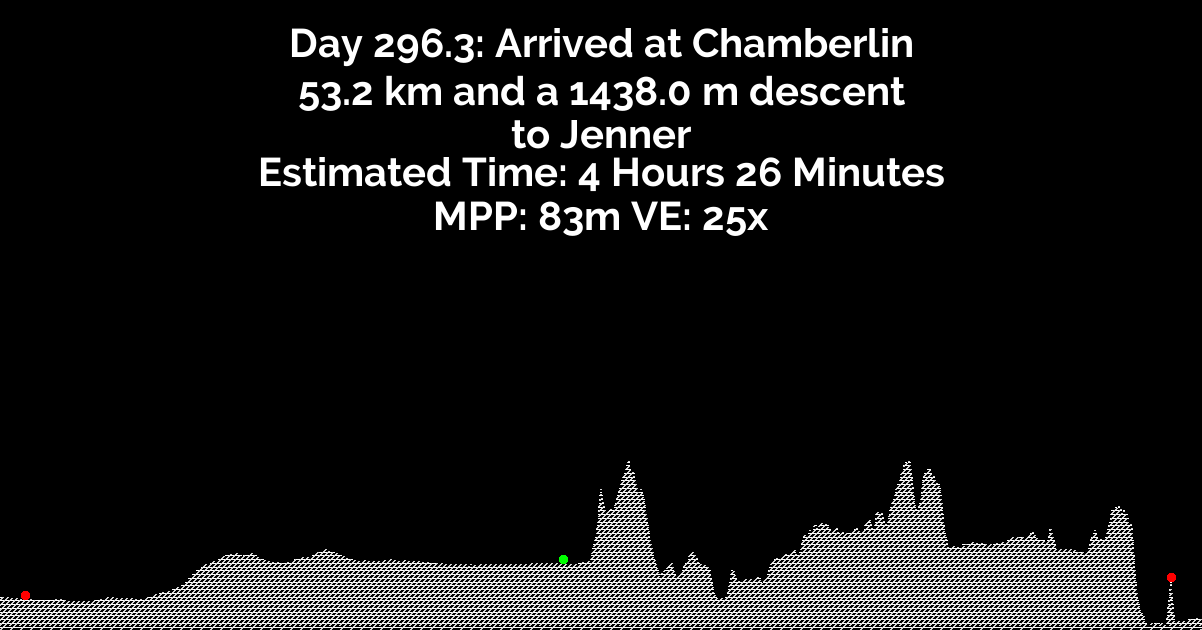 Day 296.3: Arrived at Chamberlin
53.2 km and a 1438.0 m descent
to Jenner
Estimated Time: 4 Hours 26 Minutes
MPP: 83m VE: 25x